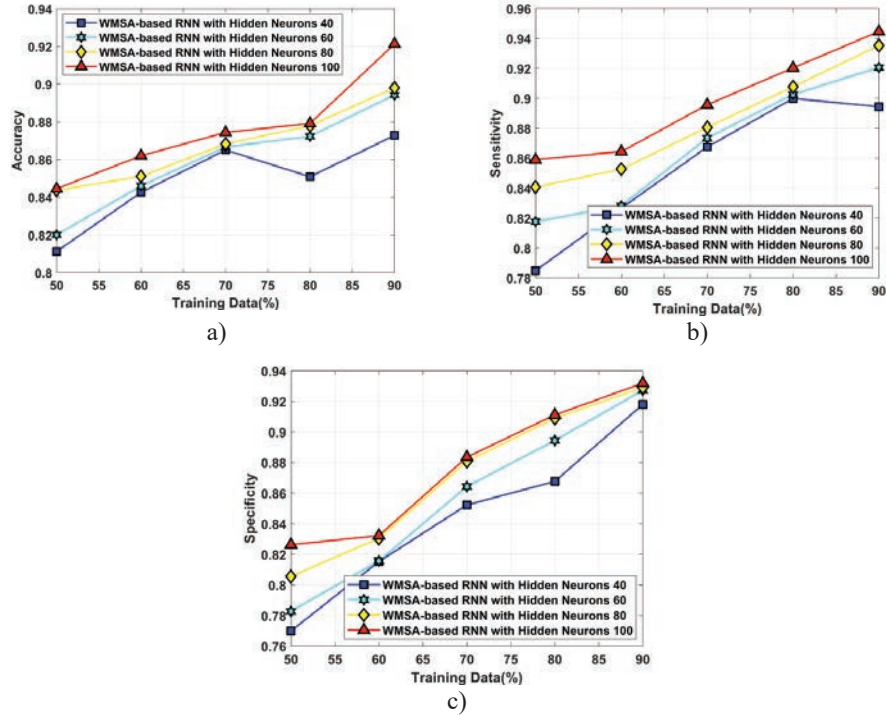 0.94
0.92
0.9
0.88
0.86
0.84
0.82
0.8
Accuracy
WMSA-based RNN with Hidden Neurons 40
WMSA-based RNN with Hidden Neurons 60
WMSA-based RNN with Hidden Neurons 80
WMSA-based RNN with Hidden Neurons 100
50 55 60 65 70 75 80 85 90
Training Data(%)
a)
0.96
0.94
0.92
0.9
0.88
0.86
0.84
0.82
0.8
0.78
Sensitivity
WMSA-based RNN with Hidden Neurons 40
WMSA-based RNN with Hidden Neurons 60
WMSA-based RNN with Hidden Neurons 80
WMSA-based RNN with Hidden Neurons 100
50 55 60 65 70 75 80 85 90
Training Data(%)
b)
0.94
0.92
0.9
0.88
0.86
0.84
0.82
0.8
0.78
0.76
Specificity
WMSA-based RNN with Hidden Neurons 40
WMSA-based RNN with Hidden Neurons 60
WMSA-based RNN with Hidden Neurons 80
WMSA-based RNN with Hidden Neurons 100
50 55 60 65 70 75 80 85 90
Training Data(%)
c)